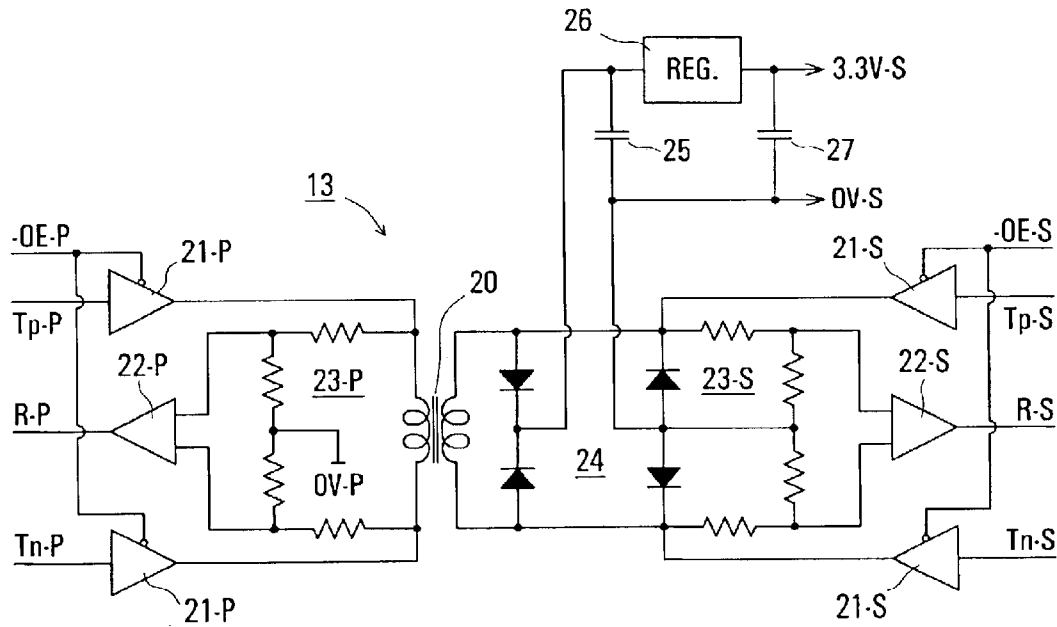 26
REG.
3.3V-S
25
27
0V-S
13
-OE-P
21-P
20
21-S
-OE-S
Tp-P
Tp-S
22-P
23-P
23-S
22-S
R-P
R-S
0V-P
24
Tn-P
Tn-S
21-P
21-S